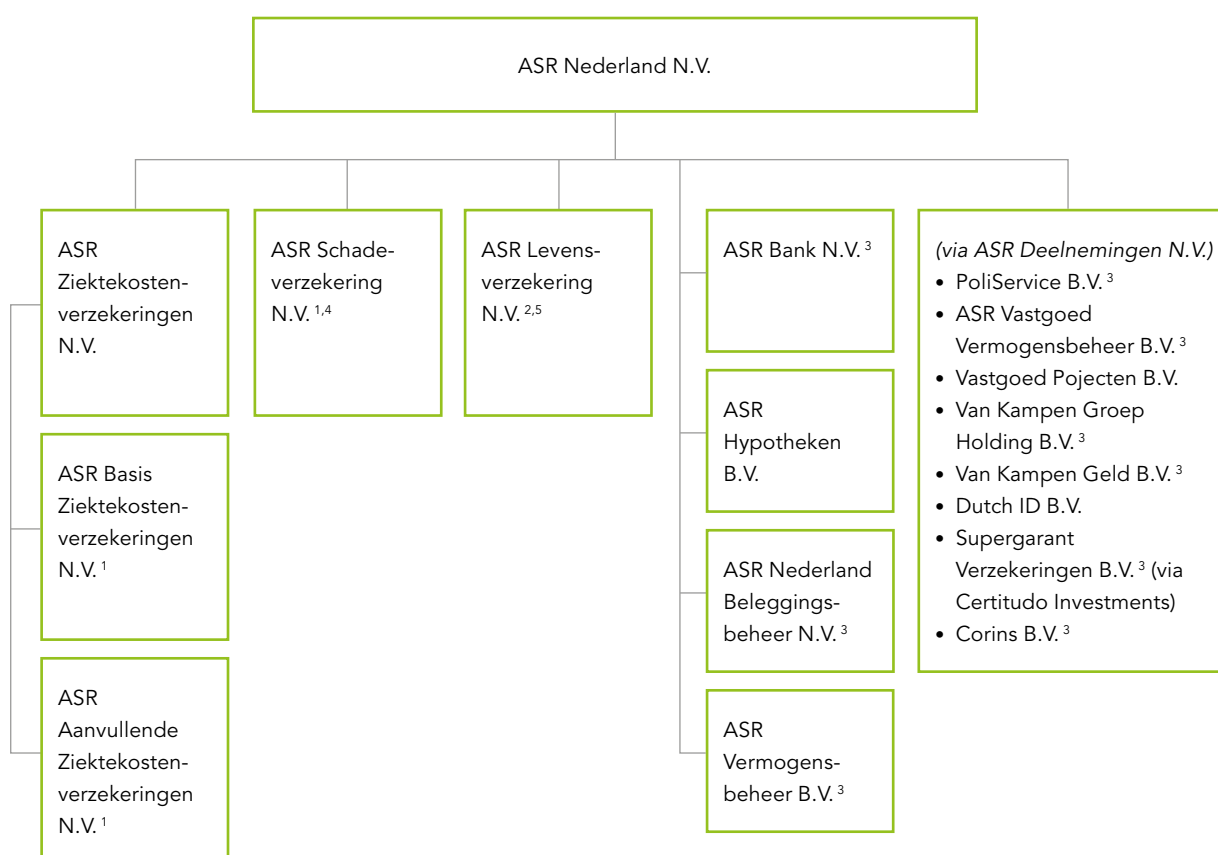 ASR Nederland N.V.
ASR
Ziektekosten-
verzekeringen
N.V.
ASR Basis
Ziektekosten-
verzekeringen
N.V. 1
ASR
Aanvullende
Ziektekosten-
verzekeringen
N.V. 1
ASR Schade-
verzekering
N.V. 1,4
ASR Levens-
verzekering
N.V. 2,5
ASR Bank N.V. 3
ASR
Hypotheken
B.V.
ASR Nederland
Beleggings-
beheer N.V. 3
ASR
Vermogens-
beheer B.V. 3
(via ASR Deelnemingen N.V.)
• PoliService B.V. 3
• ASR Vastgoed
Vermogensbeheer B.V. 3
• Vastgoed Pojecten B.V.
• Van Kampen Groep
Holding B.V. 3
• Van Kampen Geld B.V. 3
• Dutch ID B.V.
• Supergarant
Verzekeringen B.V. 3 (via
Certitudo Investments)
• Corins B.V. 3